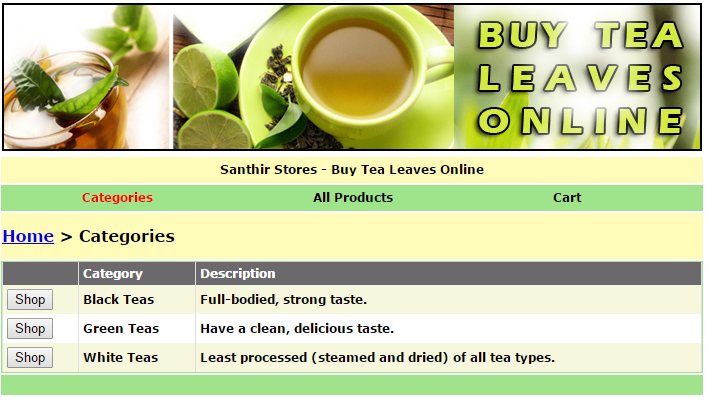 BUY TEA
LEAVES
ONLINE
Santhir Stores - Buy Tea Leaves Online
Categories All Products Cart
Home > Categories
Category Description
Shop Black Teas Full-bodied, strong taste.
Shop Green Teas Have a clean, delicious taste.
Shop White Teas Least processed (steamed and dried) of all tea types.